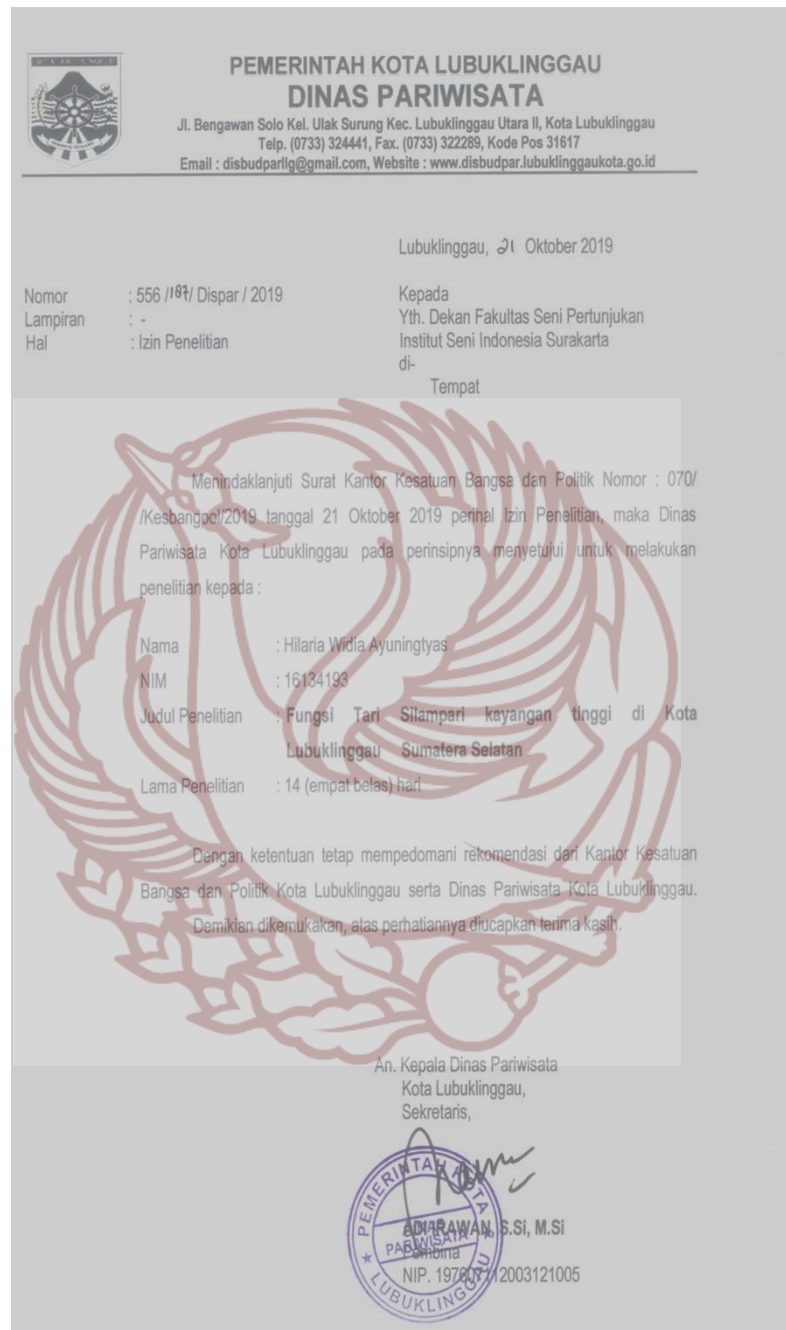 PEMERINTAH KOTA LUBUKLINGGAU
DINAS PARIWISATA
Jl. Bengawan Solo Kel. Ulak Surung Kec. Lubuklinggau Utara II, Kota Lubuklinggau
Telp. (0733) 324441, Fax. (0733) 322289, Kode Pos 31617
Email : disbudparllg@gmail.com, Website : www.disbudpar.lubuklinggaukota.go.id
Lubuklinggau, 21 Oktober 2019
Nomor : 556 /187/ Dispar / 2019
Lampiran : -
Hal : Izin Penelitian
Kepada
Yth. Dekan Fakultas Seni Pertunjukan
Institut Seni Indonesia Surakarta
di-
Tempat
Menindaklanjuti Surat Kantor Kesatuan Bangsa dan Politik Nomor : 070/
/Kesbangpol/2019 tanggal 21 Oktober 2019 perihal Izin Penelitian, maka Dinas
Pariwisata Kota Lubuklinggau pada perinsipnya menyetujui untuk melakukan
penelitian kepada :
Nama : Hilaria Widia Ayuningtyas
NIM : 16134193
Judul Penelitian : Fungsi Tari Silampari kayangan tinggi di Kota
Lubuklinggau Sumatera Selatan
Lama Penelitian : 14 (empat belas) hari
Dengan ketentuan tetap mempedomani rekomendasi dari Kantor Kesatuan
Bangsa dan Politik Kota Lubuklinggau serta Dinas Pariwisata Kota Lubuklinggau.
Demikian dikemukakan, atas perhatiannya diucapkan terima kasih.
An. Kepala Dinas Pariwisata
Kota Lubuklinggau,
Sekretaris,
PEMERINTAH KOTA
DINAS
PARIWISATA
LUBUKLINGGAU
ADI IRAWAN, S.Si, M.Si
Pembina
NIP.